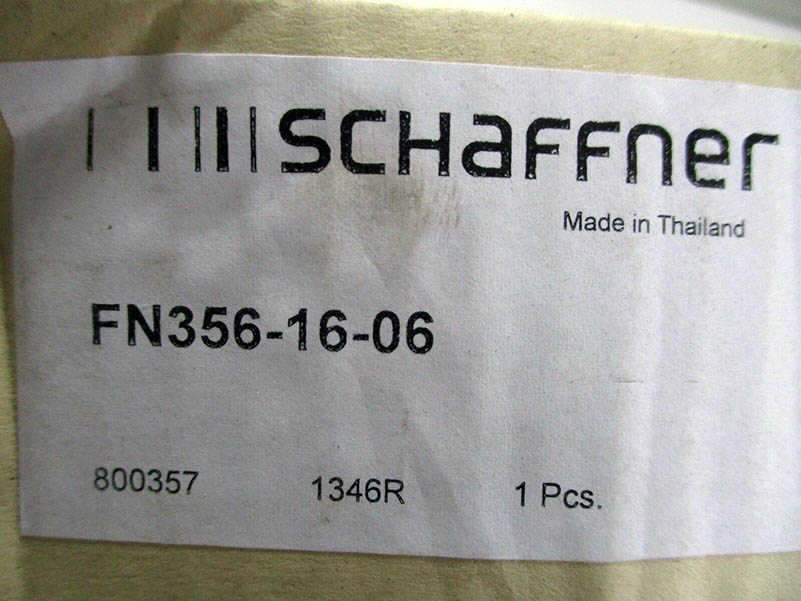 SCHaFFner
Made in Thailand
FN356-16-06
800357 1346R 1 Pcs.